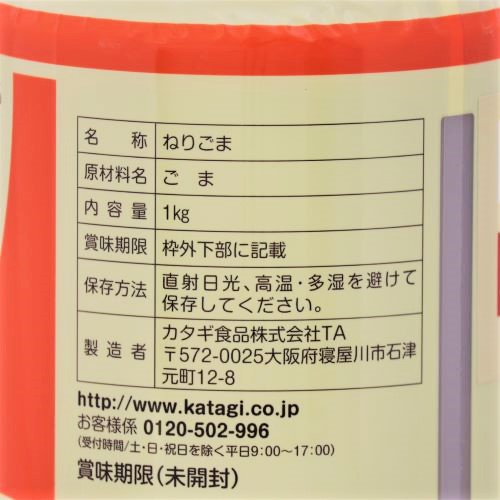 名称 ねりごま
原材料名 ごま
内容量 1kg
賞味期限 枠外下部に記載
保存方法 直射日光、高温・多湿を避けて
保存してください。
製造者 カタギ食品株式会社TA
〒572-0025大阪府寝屋川市石津
元町12-8
http://www.katagi.co.jp
お客様係 0120-502-996
(受付時間/土・日・祝日を除く平日9:00~17:00)
賞味期限(未開封)